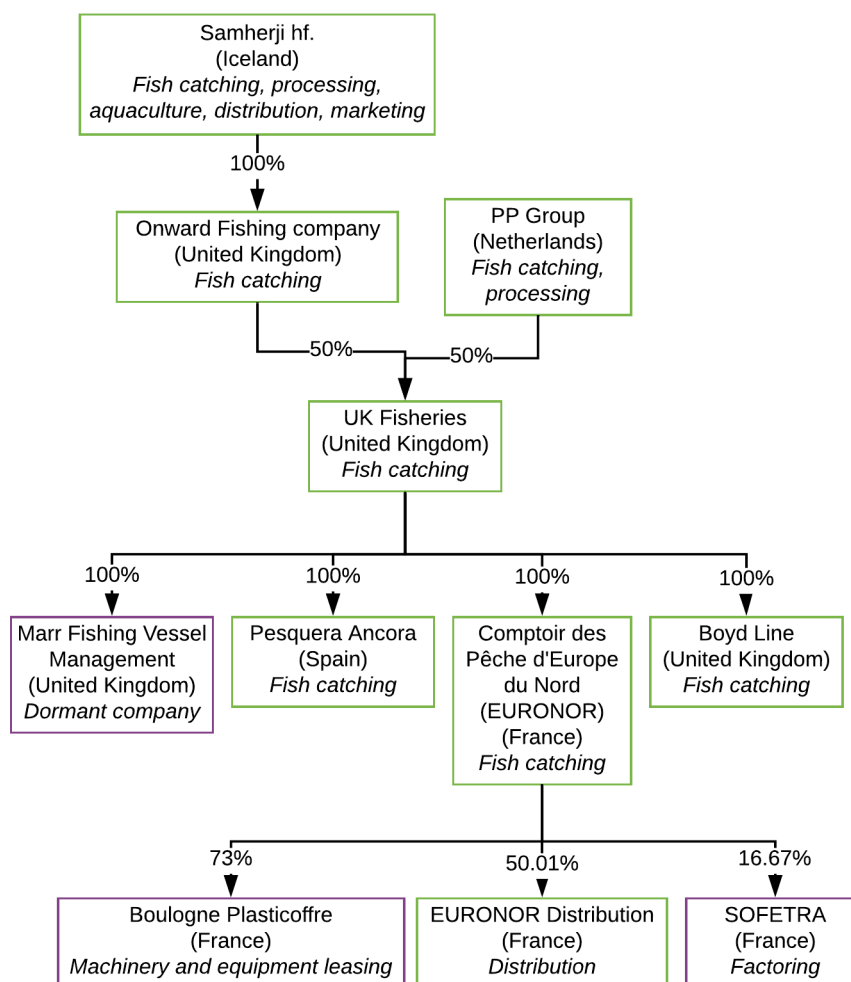 Samherji hf.
(Iceland)
Fish catching, processing,
aquaculture, distribution, marketing
100%
Onward Fishing company
(United Kingdom)
Fish catching
PP Group
(Netherlands)
Fish catching,
processing
50%
50%
UK Fisheries
(United Kingdom)
Fish catching
100%
100%
100%
100%
Marr Fishing Vessel
Management
(United Kingdom)
Dormant company
Pesquera Ancora
(Spain)
Fish catching
Comptoir des
Pêche d'Europe
du Nord
(EURONOR)
(France)
Fish catching
Boyd Line
(United Kingdom)
Fish catching
73%
50.01%
16.67%
Boulogne Plasticoffre
(France)
Machinery and equipment leasing
EURONOR Distribution
(France)
Distribution
SOFETRA
(France)
Factoring